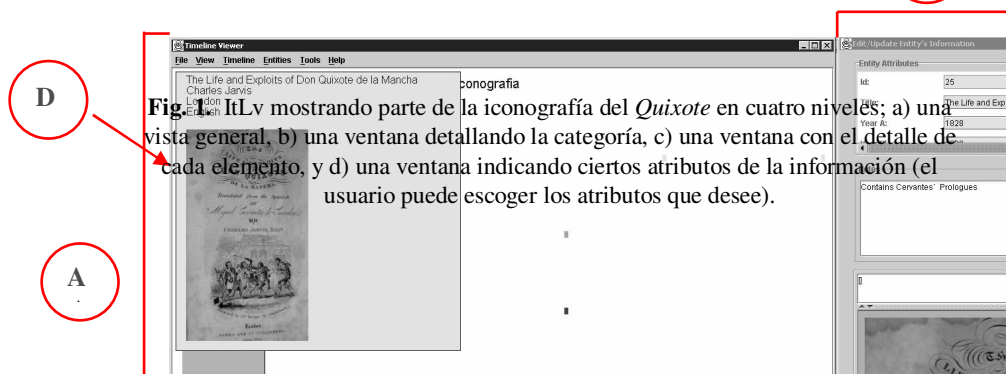 Timeline Viewer
File View Timeline Entities Tools Help
The Life and Exploits of Don Quixote de la Mancha
Charles Jarvis
London
English
conografia
Edit/Update Entity's Information
Entity Attributes
Id: 25
Title: The Life and Exp
Year A: 1828
Contains Cervantes' Prologues
D
A
.
Fig. 1. ItLv mostrando parte de la iconografía del Quixote en cuatro niveles; a) una
vista general, b) una ventana detallando la categoría, c) una ventana con el detalle de
cada elemento, y d) una ventana indicando ciertos atributos de la información (el
usuario puede escoger los atributos que desee).